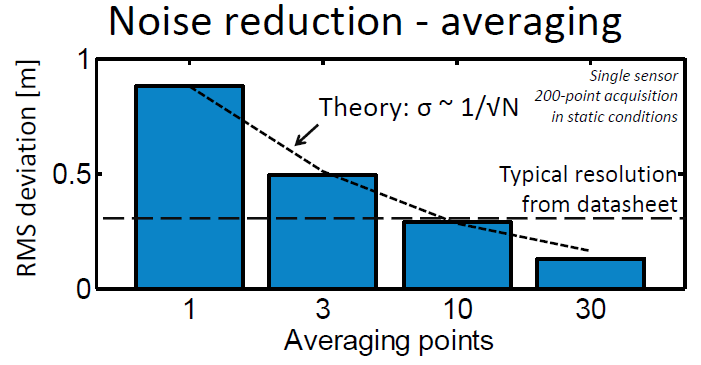 Noise reduction - averaging
RMS deviation [m]
1
0.5
0
Single sensor
200-point acquisition
in static conditions
Theory: σ ~ 1/√N
Typical resolution
from datasheet
1 3 10 30
Averaging points